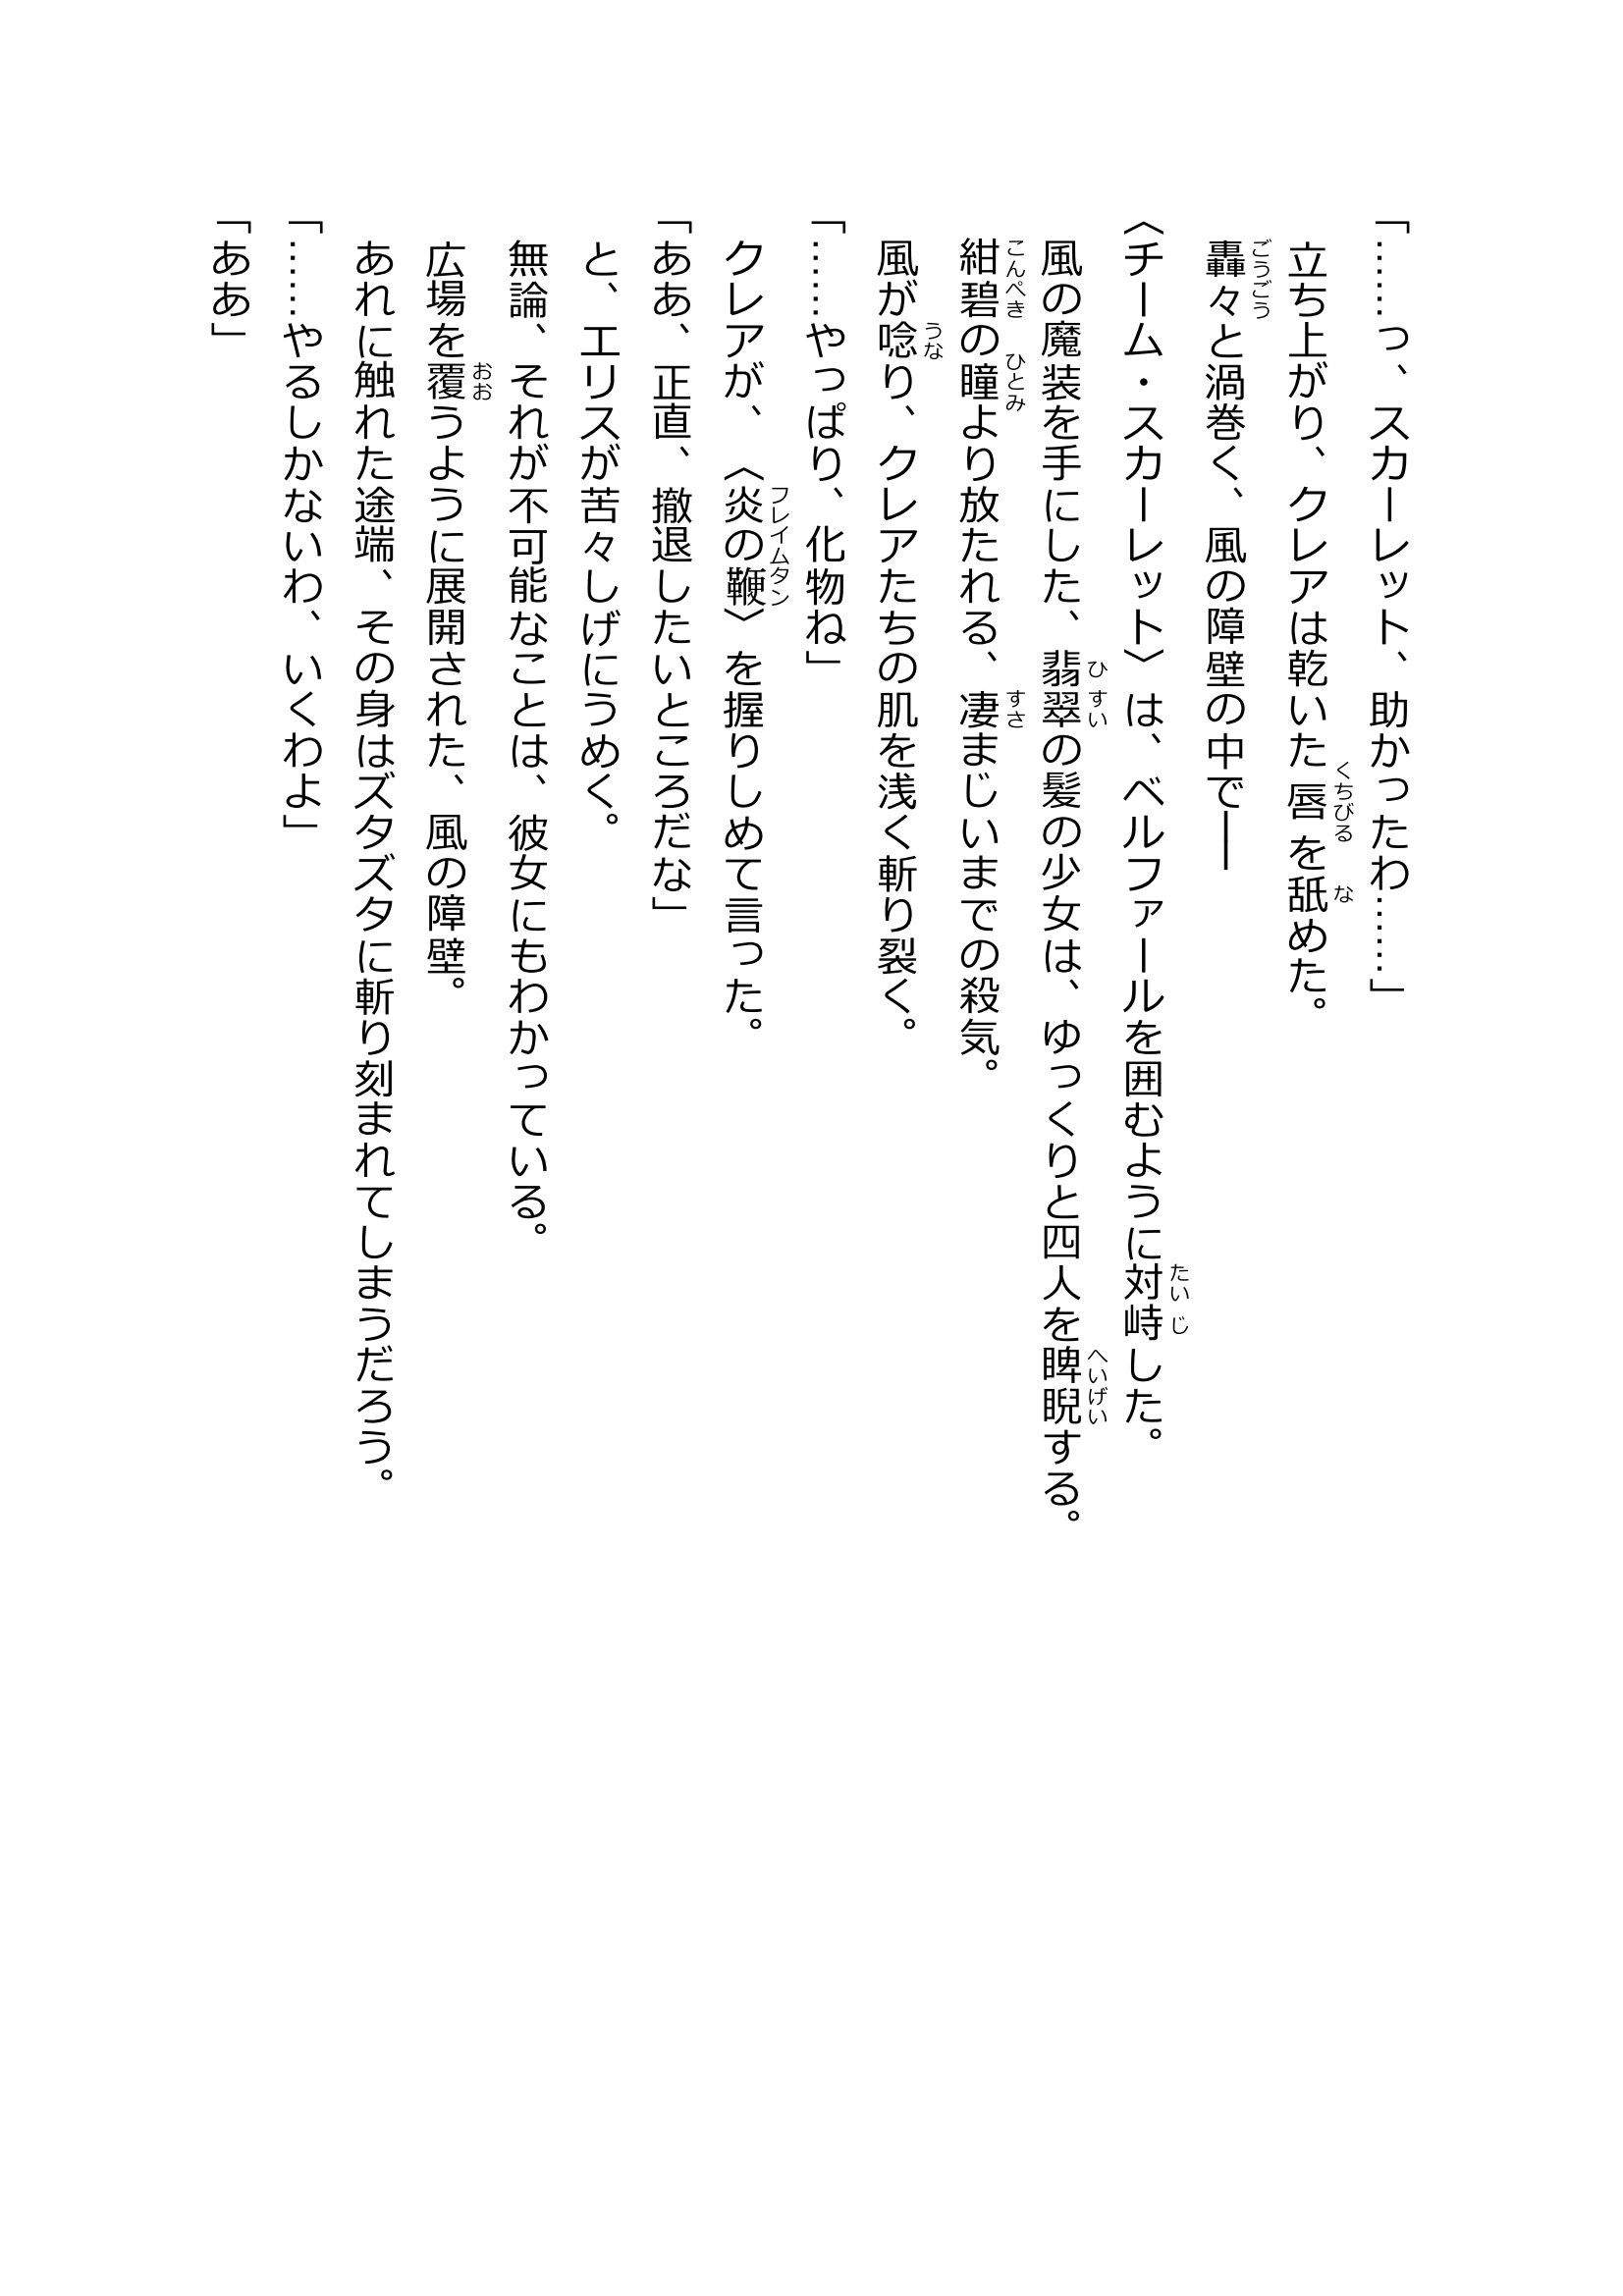 「……っ、スカーレット、助かったわ……」
立ち上がり、クレアは乾いた唇を舐めた。
轟々と渦巻く、風の障壁の中で――
〈チーム・スカーレット〉は、ベルファールを囲むように対峙した。
風の魔装を手にした、翡翠の髪の少女は、ゆっくりと四人を睥睨する。
紺碧の瞳より放たれる、凄まじいまでの殺気。
風が唸り、クレアたちの肌を浅く斬り裂く。
「……やっぱり、化物ね」
クレアが、〈炎の鞭〉を握りしめて言った。
「ああ、正直、撤退したいところだな」
と、エリスが苦々しげにうめく。
無論、それが不可能なことは、彼女にもわかっている。
広場を覆うように展開された、風の障壁。
あれに触れた途端、その身はズタズタに斬り刻まれてしまうだろう。
「……やるしかないわ、いくわよ」
「ああ」